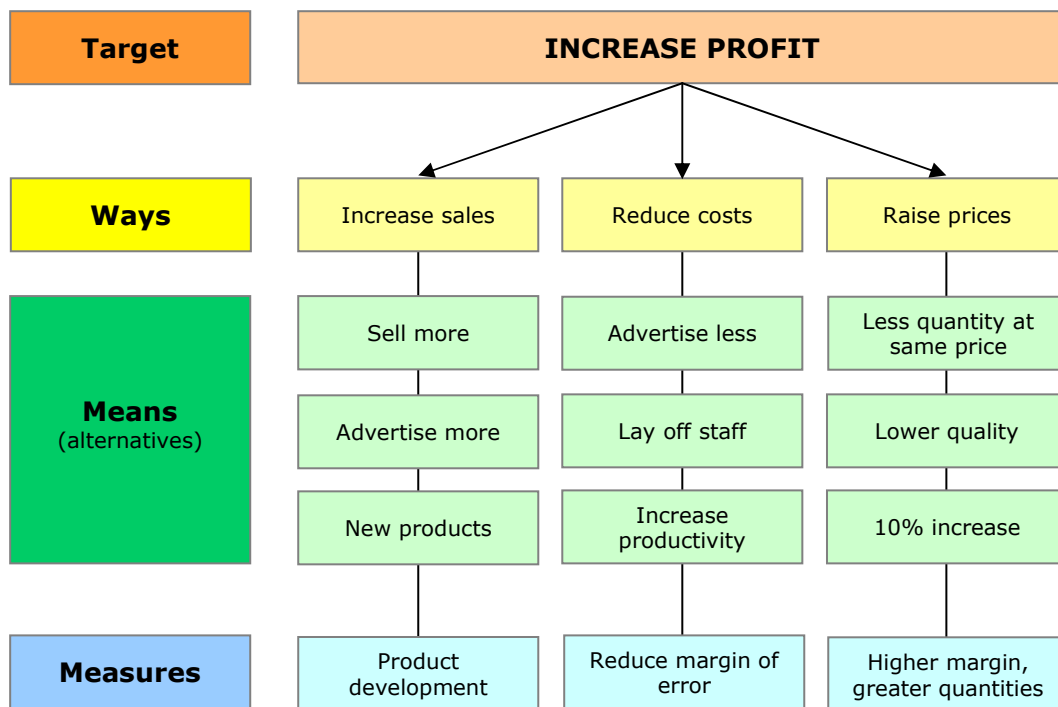 Target
INCREASE PROFIT
Ways
Increase sales
Reduce costs
Raise prices
Means
(alternatives)
Sell more
Advertise less
Less quantity at
same price
Advertise more
Lay off staff
Lower quality
New products
Increase
productivity
10% increase
Measures
Product
development
Reduce margin of
error
Higher margin,
greater quantities